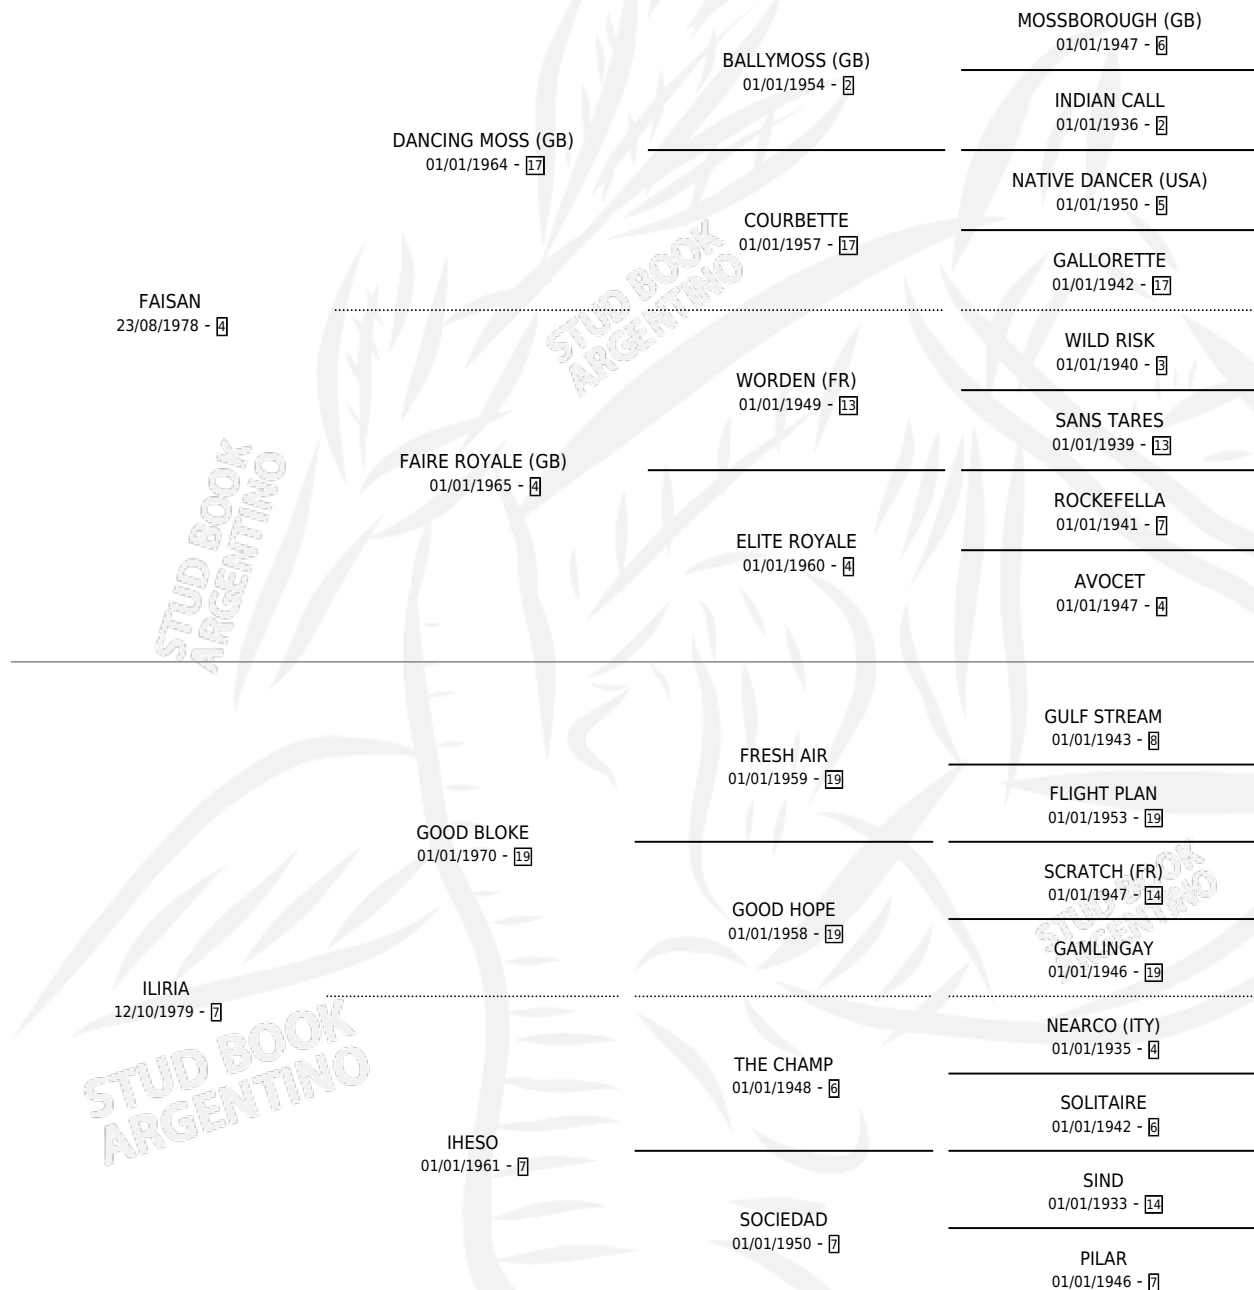 MOSSBOROUGH (GB)
01/01/1947 - 6
BALLYMOSS (GB)
01/01/1954 - 2
INDIAN CALL
01/01/1936 - 2
DANCING MOSS (GB)
01/01/1964 - 17
NATIVE DANCER (USA)
01/01/1950 - 5
COURBETTE
01/01/1957 - 17
GALLORETTE
01/01/1942 - 17
FAISAN
23/08/1978 - 4
WILD RISK
01/01/1940 - 3
WORDEN (FR)
01/01/1949 - 13
SANS TARES
01/01/1939 - 13
FAIRE ROYALE (GB)
01/01/1965 - 4
ROCKEFELLA
01/01/1941 - 7
ELITE ROYALE
01/01/1960 - 4
AVOCET
01/01/1947 - 4
GULF STREAM
01/01/1943 - 8
FRESH AIR
01/01/1959 - 19
FLIGHT PLAN
01/01/1953 - 19
GOOD BLOKE
01/01/1970 - 19
SCRATCH (FR)
01/01/1947 - 14
GOOD HOPE
01/01/1958 - 19
GAMLINGAY
01/01/1946 - 19
ILIRIA
12/10/1979 - 7
NEARCO (ITY)
01/01/1935 - 4
THE CHAMP
01/01/1948 - 6
SOLITAIRE
01/01/1942 - 6
IHESO
01/01/1961 - 7
SIND
01/01/1933 - 14
SOCIEDAD
01/01/1950 - 7
PILAR
01/01/1946 - 7
STUD BOOK
ARGENTINO
STUD BOOK
ARGENTINO
STUD BOOK
ARGENTINO
STUD BOOK
ARGENTINO